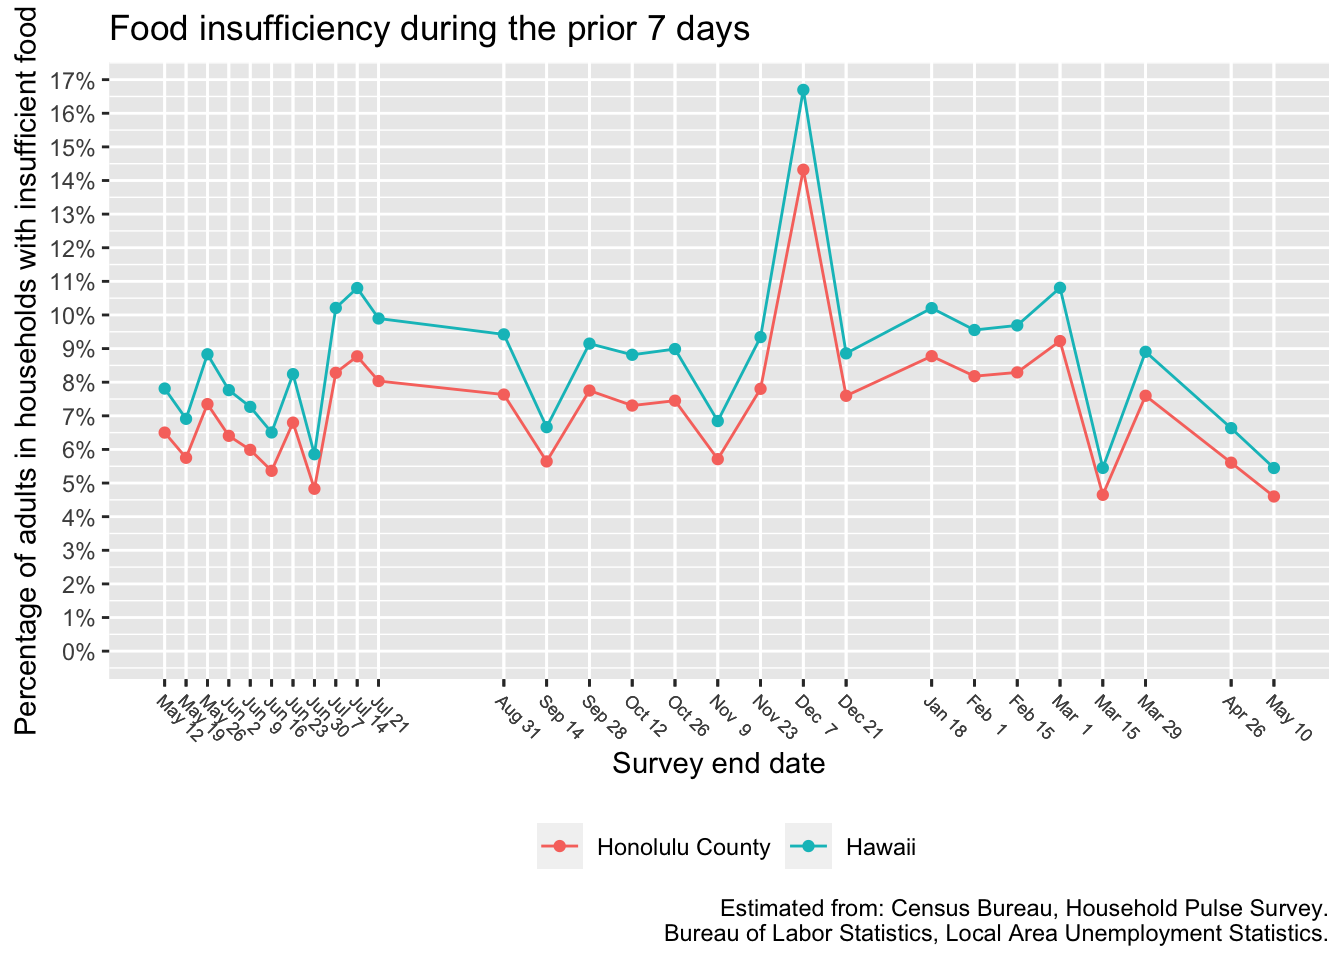 Food insufficiency during the prior 7 days
Percentage of adults in households with insufficient food
17%
16%
15%
14%
13%
12%
11%
10%
9%
8%
7%
6%
5%
4%
3%
2%
1%
0%
May 12
May 19
May 26
Jun 2
Jun 9
Jun 16
Jun 23
Jun 30
Jul 7
Jul 14
Jul 21
Aug 31
Sep 14
Sep 28
Oct 12
Oct 26
Nov 9
Nov 23
Dec 7
Dec 21
Jan 18
Feb 1
Feb 15
Mar 1
Mar 15
Mar 29
Apr 26
May 10
Survey end date
Honolulu County
Hawaii
Estimated from: Census Bureau, Household Pulse Survey.
Bureau of Labor Statistics, Local Area Unemployment Statistics.